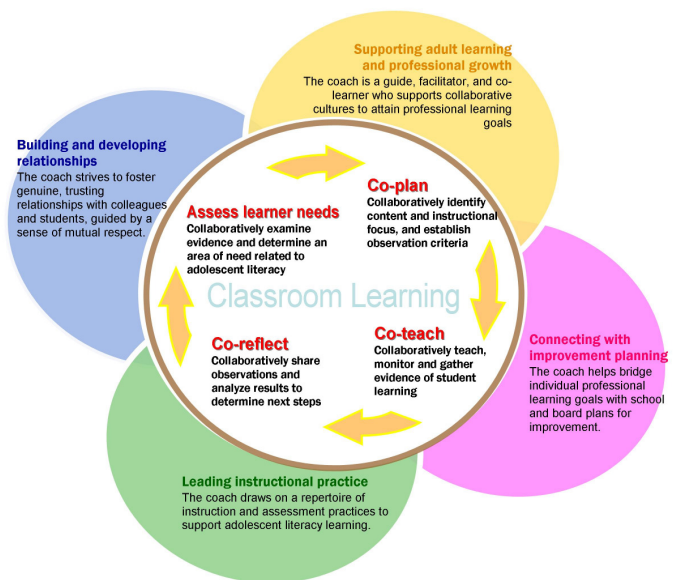 Supporting adult learning
and professional growth
The coach is a guide, facilitator, and co-
learner who supports collaborative
cultures to attain professional learning
goals
Building and developing
relationships
The coach strives to foster
genuine, trusting
relationships with colleagues
and students, guided by a
sense of mutual respect.
Assess learner needs
Collaboratively examine
evidence and determine an
area of need related to
adolescent literacy
Co-plan
Collaboratively identify
content and instructional
focus, and establish
observation criteria
Classroom Learning
Co-reflect
Collaboratively share
observations and
analyze results to
determine next steps
Co-teach
Collaboratively teach,
monitor and gather
evidence of student
learning
Connecting with
improvement planning
The coach helps bridge
individual professional
learning goals with school
and board plans for
improvement.
Leading instructional practice
The coach draws on a repertoire of
instruction and assessment practices to
support adolescent literacy learning.